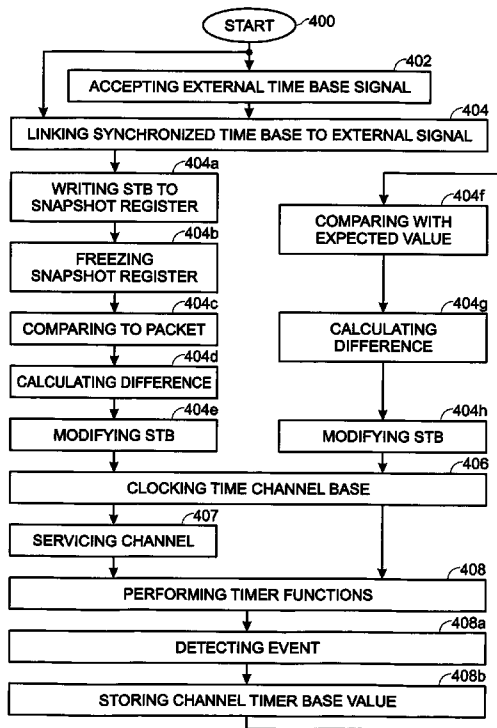 START
400
402
ACCEPTING EXTERNAL TIME BASE SIGNAL
404
LINKING SYNCHRONIZED TIME BASE TO EXTERNAL SIGNAL
404a
WRITING STB TO
SNAPSHOT REGISTER
404b
FREEZING
SNAPSHOT REGISTER
404c
COMPARING TO PACKET
404d
CALCULATING DIFFERENCE
404e
MODIFYING STB
404f
COMPARING WITH
EXPECTED VALUE
404g
CALCULATING
DIFFERENCE
404h
MODIFYING STB
406
CLOCKING TIME CHANNEL BASE
407
SERVICING CHANNEL
408
PERFORMING TIMER FUNCTIONS
408a
DETECTING EVENT
408b
STORING CHANNEL TIMER BASE VALUE